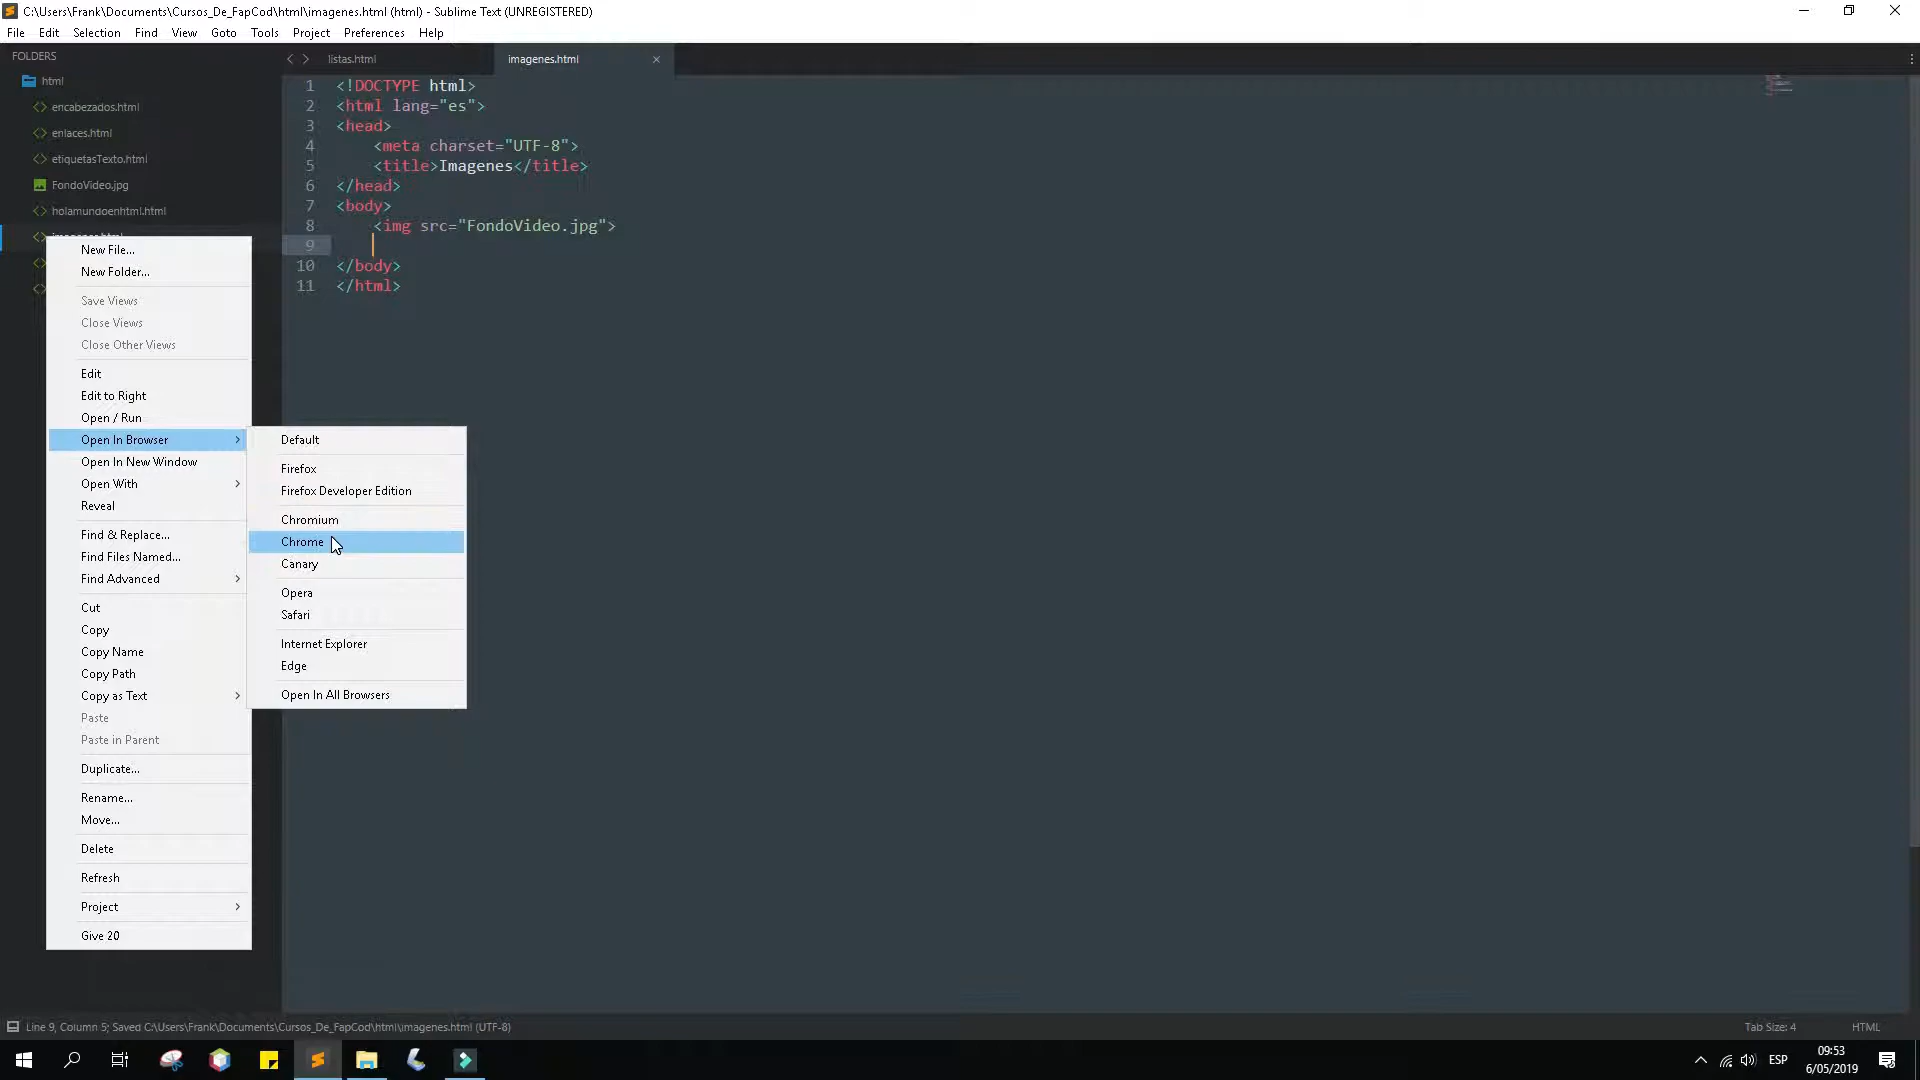 C:\Users\Frank\Documents\Cursos_De_FapCod\html\imagenes.html (html) - Sublime Text (UNREGISTERED)
File Edit Selection Find View Goto Tools Project Preferences Help
FOLDERS
html
encabezados.html
enlaces.html
etiquetasTexto.html
FondoVideo.jpg
holamundoenhtml.html
listas.html
imagenes.html
1 <!DOCTYPE html>
2 <html lang="es">
3 <head>
4 <meta charset="UTF-8">
5 <title>Imagenes</title>
6 </head>
7 <body>
8 <img src="FondoVideo.jpg">
9
10 </body>
11 </html>
New File...
New Folder...
Save Views
Close Views
Close Other Views
Edit
Edit to Right
Open / Run
Open In Browser
Open In New Window
Open With
Reveal
Find & Replace...
Find Files Named...
Find Advanced
Cut
Copy
Copy Name
Copy Path
Copy as Text
Paste
Paste in Parent
Duplicate...
Rename...
Move...
Delete
Refresh
Project
Give 20
Default
Firefox
Firefox Developer Edition
Chromium
Chrome
Canary
Opera
Safari
Internet Explorer
Edge
Open In All Browsers
Line 9, Column 5; Saved C:\Users\Frank\Documents\Cursos_De_FapCod\html\imagenes.html (UTF-8)
Tab Size: 4
HTML
ESP
09:53
6/05/2019